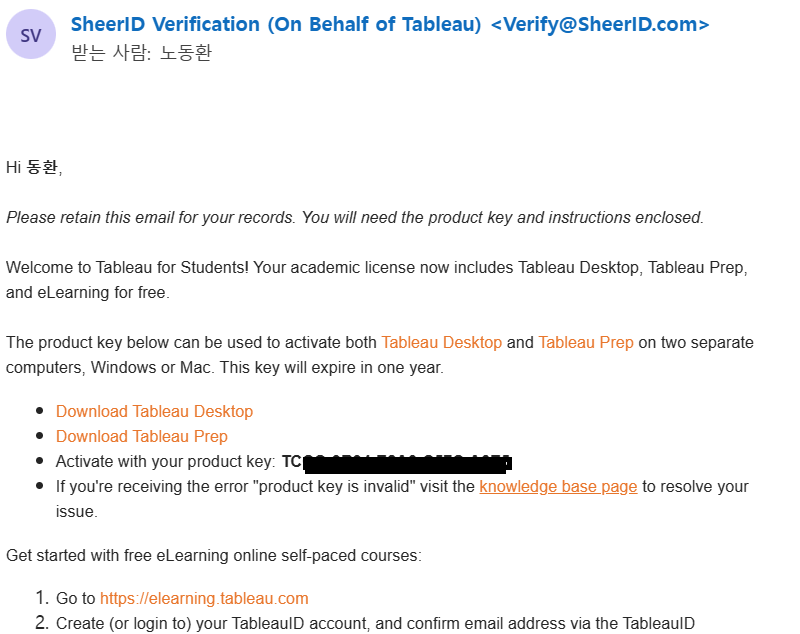 SV
SheerID Verification (On Behalf of Tableau) <Verify@SheerID.com>
받는 사람: 노동환
Hi 동환,
Please retain this email for your records. You will need the product key and instructions enclosed.
Welcome to Tableau for Students! Your academic license now includes Tableau Desktop, Tableau Prep,
and eLearning for free.
The product key below can be used to activate both Tableau Desktop and Tableau Prep on two separate
computers, Windows or Mac. This key will expire in one year.
• Download Tableau Desktop
• Download Tableau Prep
• Activate with your product key: TC
• If you're receiving the error "product key is invalid" visit the knowledge base page to resolve your
issue.
Get started with free eLearning online self-paced courses:
1. Go to https://elearning.tableau.com
2. Create (or login to) your TableauID account, and confirm email address via the TableauID